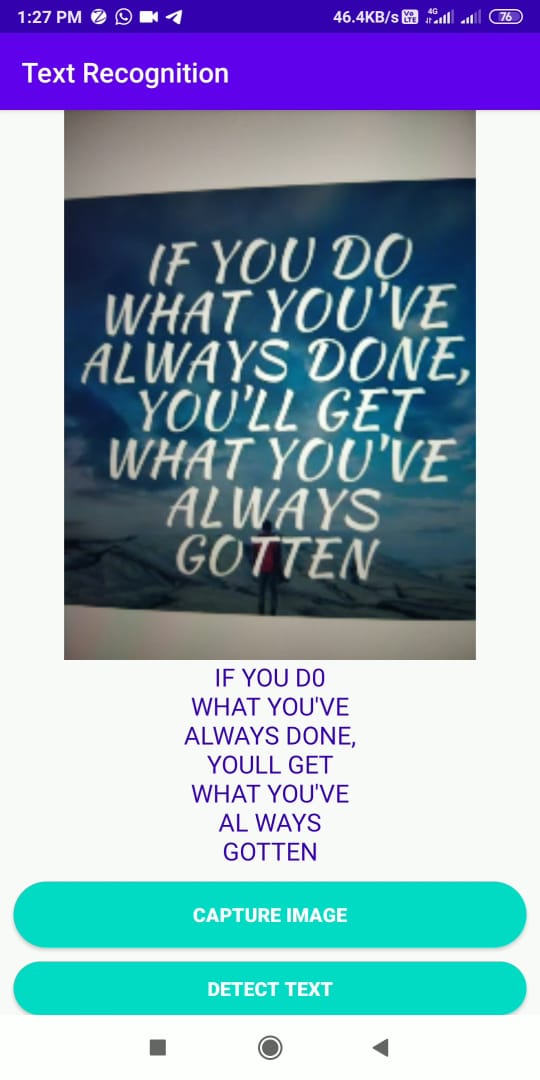 1:27 PM
46.4KB/s Vo LTE 4G 76
Text Recognition
IF YOU DO
WHAT YOU'VE
ALWAYS DONE,
YOU'LL GET
WHAT YOU'VE
ALWAYS
GOTTEN
IF YOU D0
WHAT YOU'VE
ALWAYS DONE,
YOULL GET
WHAT YOU'VE
AL WAYS
GOTTEN
CAPTURE IMAGE
DETECT TEXT